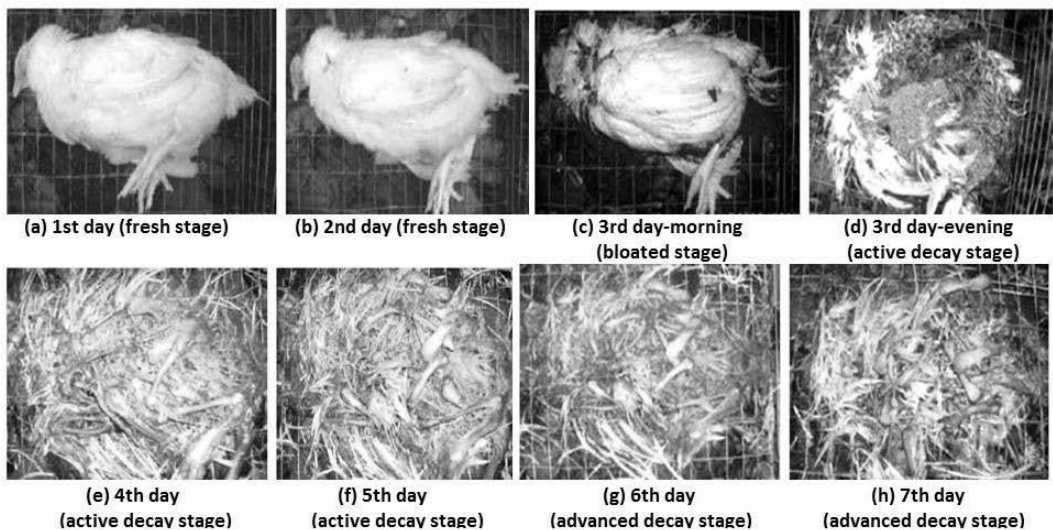 (a) 1st day (fresh stage)
(b) 2nd day (fresh stage)
(c) 3rd day-morning
(bloated stage)
(d) 3rd day-evening
(active decay stage)
(e) 4th day
(active decay stage)
(f) 5th day
(active decay stage)
(g) 6th day
(advanced decay stage)
(h) 7th day
(advanced decay stage)